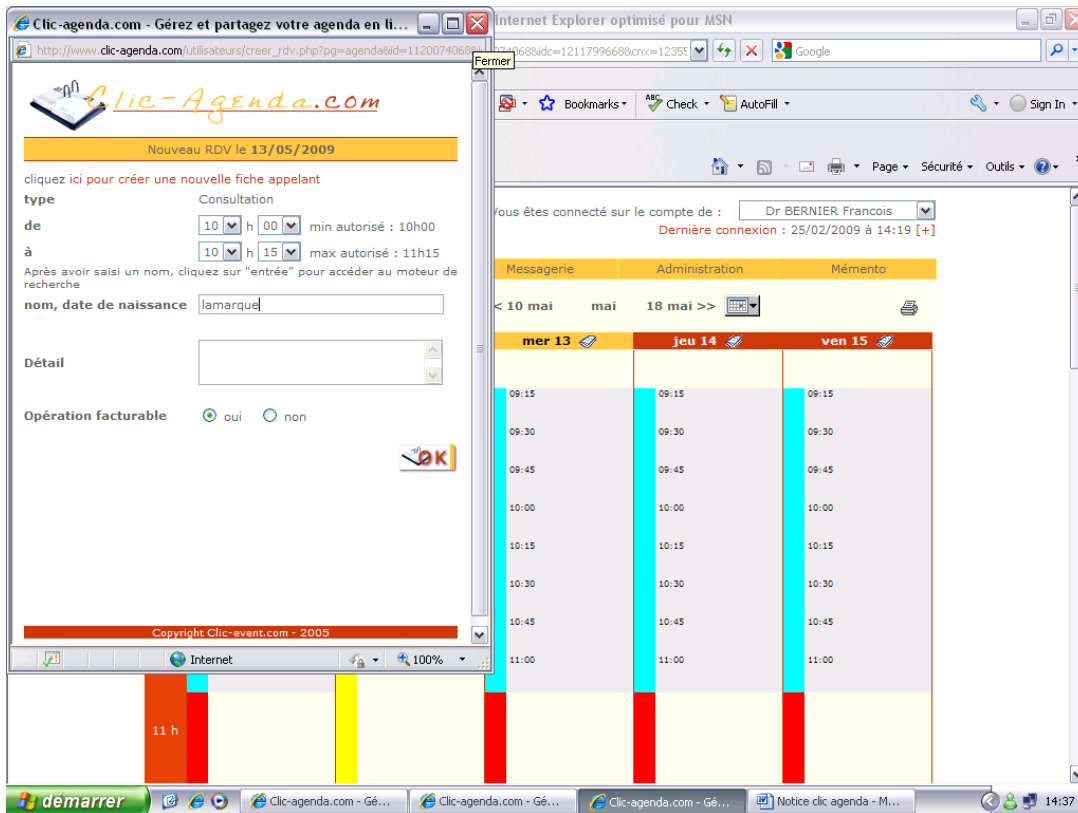 Clic-agenda.com - Gérez et partagez votre agenda en li...
http://www.clic-agenda.com/utilisateurs/creer_rdv.php?pg=agenda&id=1120074068
Fermer
Clic-Agenda.com
Nouveau RDV le 13/05/2009
cliquez ici pour créer une nouvelle fiche appelant
type Consultation
de 10 h 00 min autorisé : 10h00
à 10 h 15 max autorisé : 11h15
Après avoir saisi un nom, cliquez sur "entrée" pour accéder au moteur de
recherche
nom, date de naissance lamarque
Détail
Opération facturable oui non
OK
Copyright Clic-event.com - 2005
Internet 100%
Internet Explorer optimisé pour MSN
74068&idc=1211799668&cnx=12355 Google
Bookmarks ABC Check AutoFill Sign In
Page Sécurité Outils
Vous êtes connecté sur le compte de : Dr BERNIER Francois
Dernière connexion : 25/02/2009 à 14:19 [+]
Messagerie Administration Mémento
< 10 mai mai 18 mai >>
mer 13 jeu 14 ven 15
09:15 09:15 09:15
09:30 09:30 09:30
09:45 09:45 09:45
10:00 10:00 10:00
10:15 10:15 10:15
10:30 10:30 10:30
10:45 10:45 10:45
11:00 11:00 11:00
11 h
démarrer Clic-agenda.com - Gé... Clic-agenda.com - Gé... Clic-agenda.com - Gé... Notice clic agenda - M... 14:37